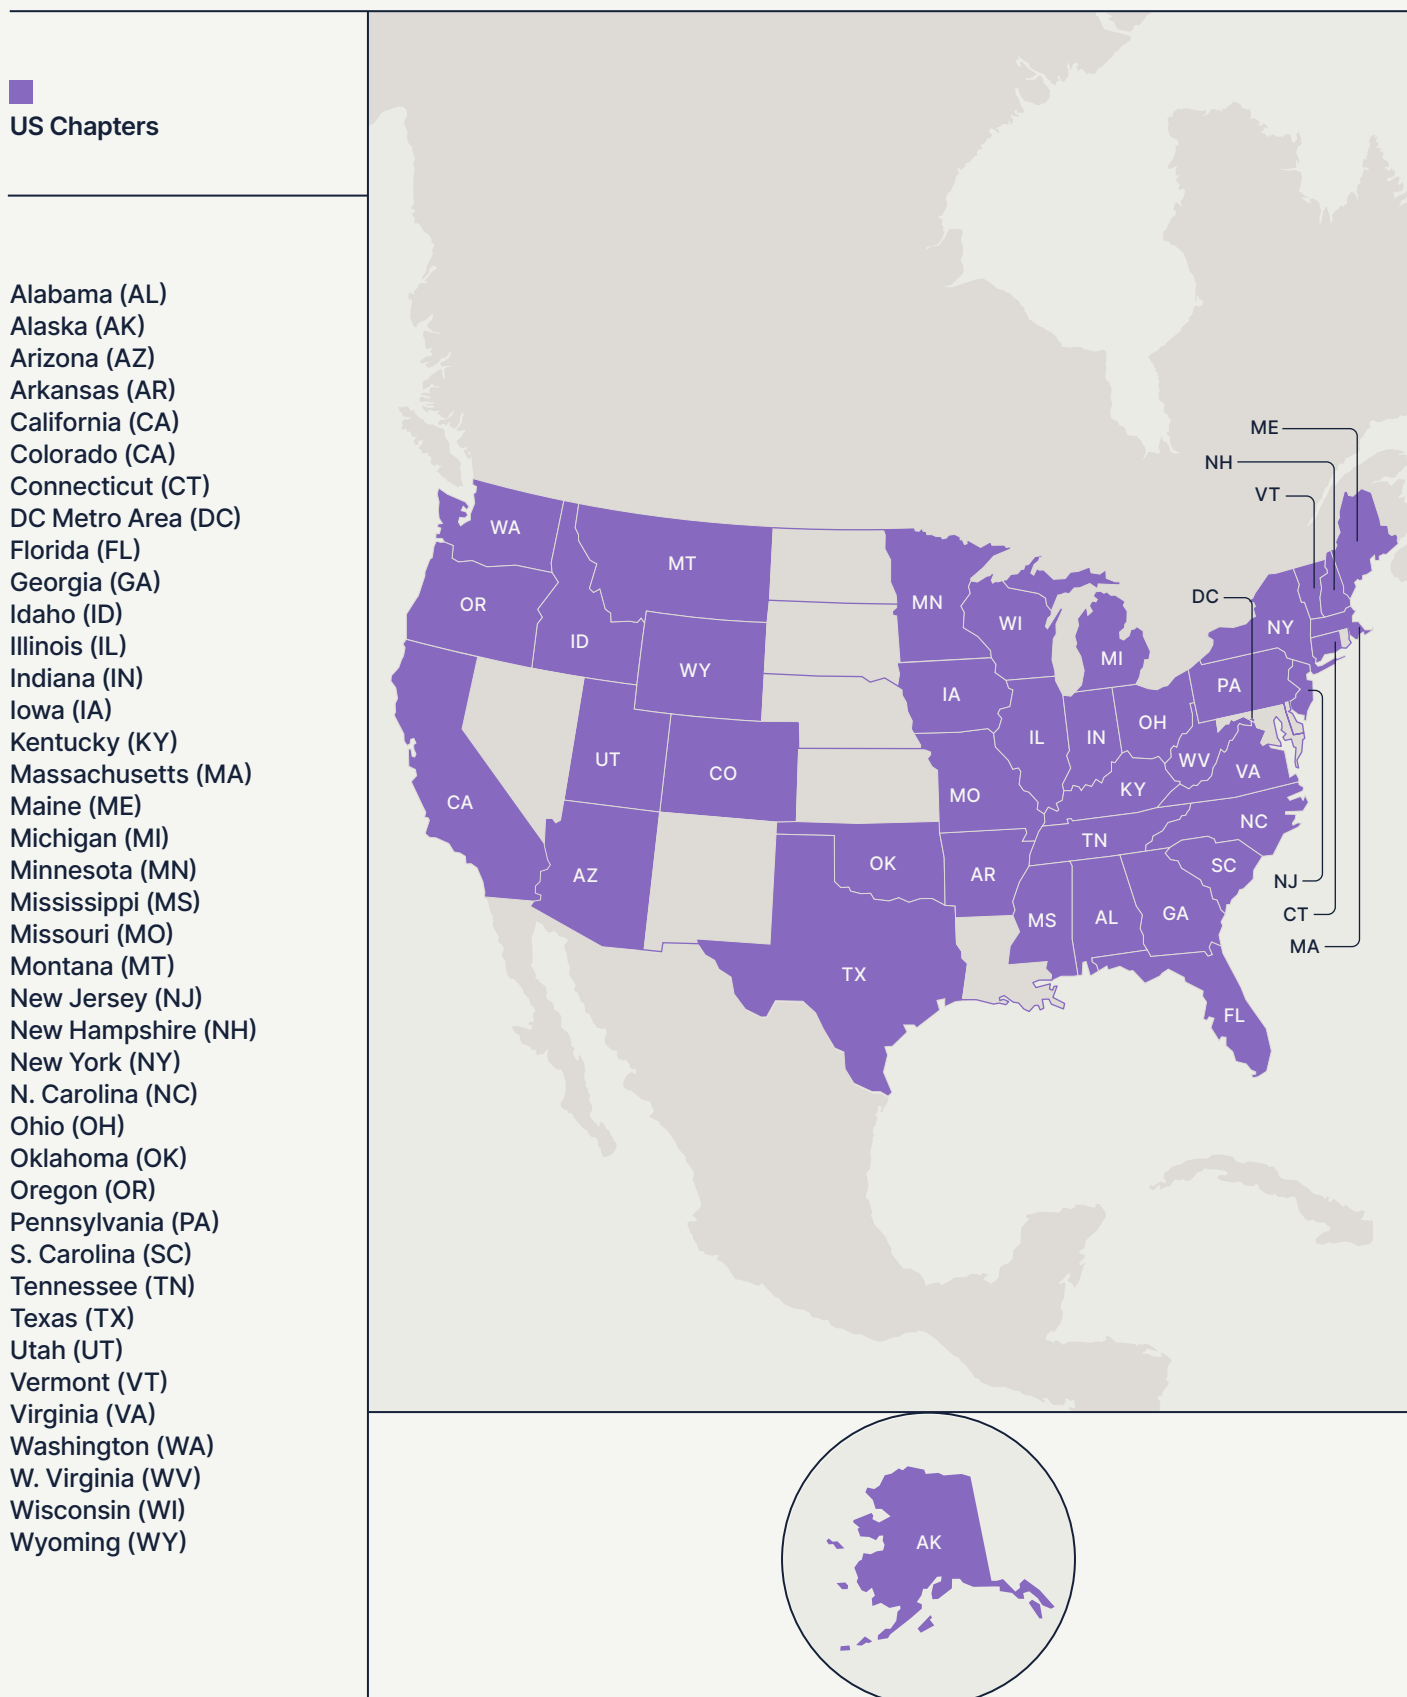 US Chapters
Alabama (AL)
Alaska (AK)
Arizona (AZ)
Arkansas (AR)
California (CA)
Colorado (CA)
Connecticut (CT)
DC Metro Area (DC)
Florida (FL)
Georgia (GA)
Idaho (ID)
Illinois (IL)
Indiana (IN)
Iowa (IA)
Kentucky (KY)
Massachusetts (MA)
Maine (ME)
Michigan (MI)
Minnesota (MN)
Mississippi (MS)
Missouri (MO)
Montana (MT)
New Jersey (NJ)
New Hampshire (NH)
New York (NY)
N. Carolina (NC)
Ohio (OH)
Oklahoma (OK)
Oregon (OR)
Pennsylvania (PA)
S. Carolina (SC)
Tennessee (TN)
Texas (TX)
Utah (UT)
Vermont (VT)
Virginia (VA)
Washington (WA)
W. Virginia (WV)
Wisconsin (WI)
Wyoming (WY)
ME
NH
VT
WA
MT
DC
MN
OR
WI
NY
ID
MI
WY
PA
IA
OH
IL
IN
UT
WV
CO
VA
KY
MO
CA
NC
TN
OK
SC
AR
AZ
NJ
GA
CT
MS
AL
MA
TX
FL
AK